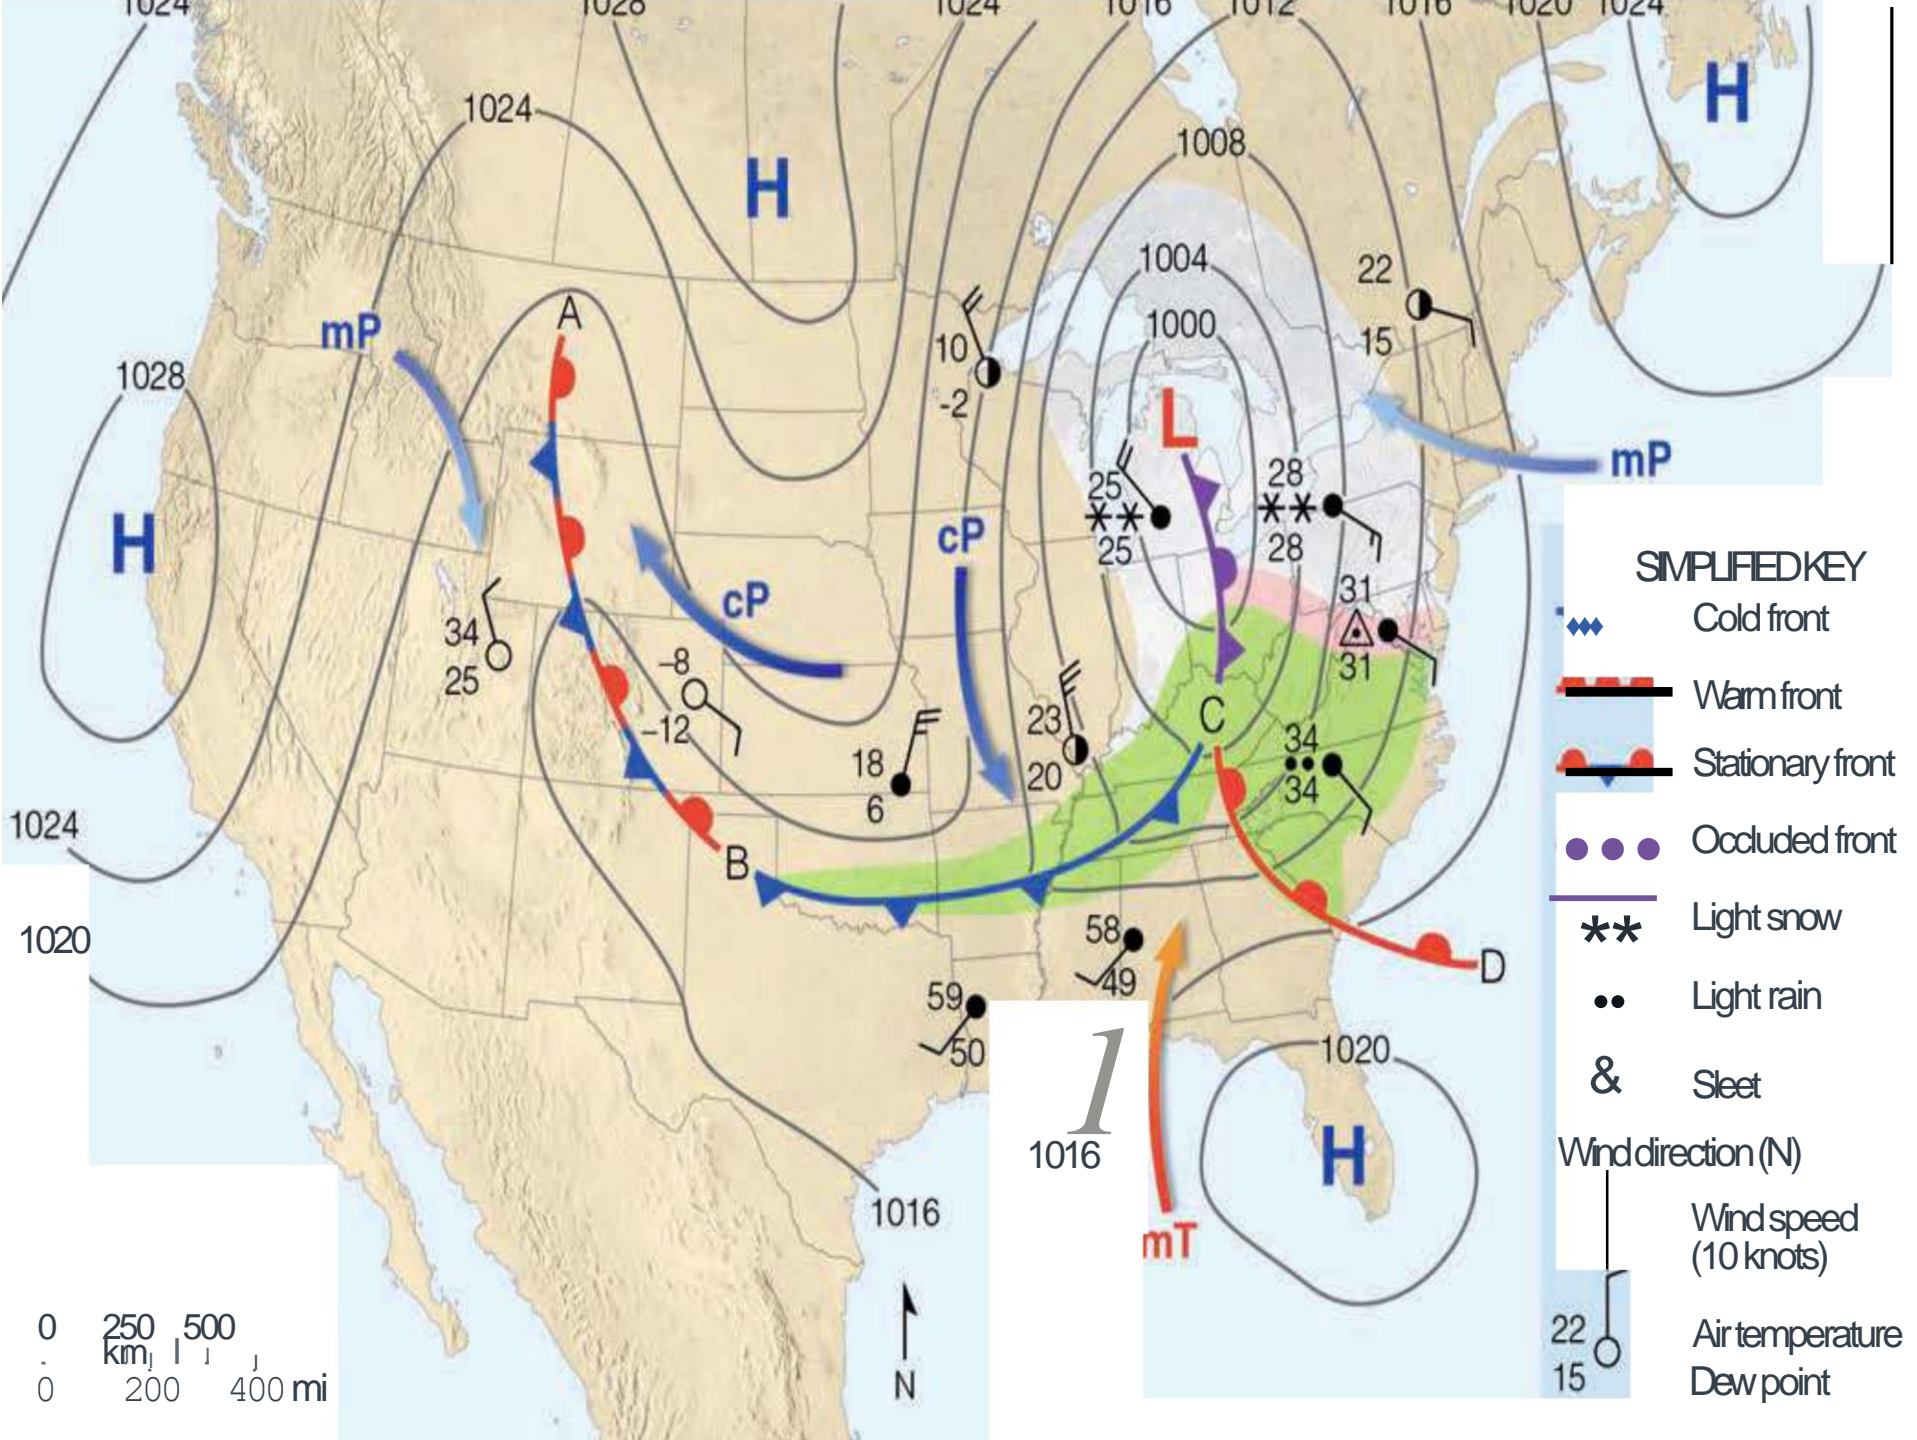 1024 1028 1024 1016 1012 1016 1020 1024
H
1024
1008
H
1004
22
A
1000
15
mP
10
-2
1028
L
mP
25
**
25
28
**
28
H
cP
cP
34
25
-8
-12
31
31
23
20
C
18
6
34
••
34
1024
B
1020
58
49
D
59
50
1
1016
1020
H
mT
1016
N
SIMPLIFIED KEY
Cold front
Warm front
Stationary front
Occluded front
** Light snow
•• Light rain
& Sleet
Wind direction (N)
Wind speed
(10 knots)
22 Air temperature
15 Dew point
0 250 500
km
0 200 400 mi